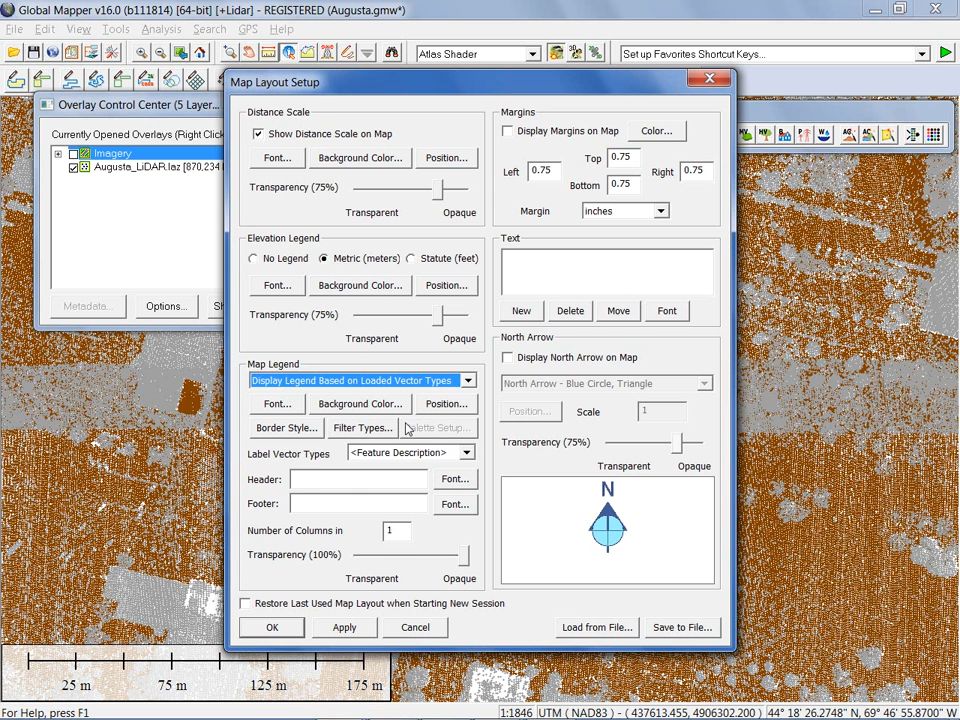 Global Mapper v16.0 (b111814) [64-bit] [+Lidar] - REGISTERED (Augusta.gmw*)
File Edit View Tools Analysis Search GPS Help
Atlas Shader
Set up Favorites Shortcut Keys...
Overlay Control Center (5 Layer...
Currently Opened Overlays (Right Click
Imagery
Augusta_LiDAR.laz [870,234
Metadata... Options... Sh
Map Layout Setup
Distance Scale
Show Distance Scale on Map
Font... Background Color... Position...
Transparency (75%)
Transparent Opaque
Elevation Legend
No Legend Metric (meters) Statute (feet)
Font... Background Color... Position...
Transparency (75%)
Transparent Opaque
Map Legend
Display Legend Based on Loaded Vector Types
Font... Background Color... Position...
Border Style... Filter Types... alette Setup...
Label Vector Types <Feature Description>
Header: Font...
Footer: Font...
Number of Columns in 1
Transparency (100%)
Transparent Opaque
Margins
Display Margins on Map Color...
Top 0.75
Left 0.75 Right 0.75
Bottom 0.75
Margin inches
Text
New Delete Move Font
North Arrow
Display North Arrow on Map
North Arrow - Blue Circle, Triangle
Position... Scale 1
Transparency (75%)
Transparent Opaque
N
Restore Last Used Map Layout when Starting New Session
OK Apply Cancel Load from File... Save to File...
25 m 75 m 125 m 175 m
For Help, press F1
1:1846 UTM ( NAD83 ) - ( 437613.455, 4906302.200 ) 44° 18' 26.2748" N, 69° 46' 55.8700" W